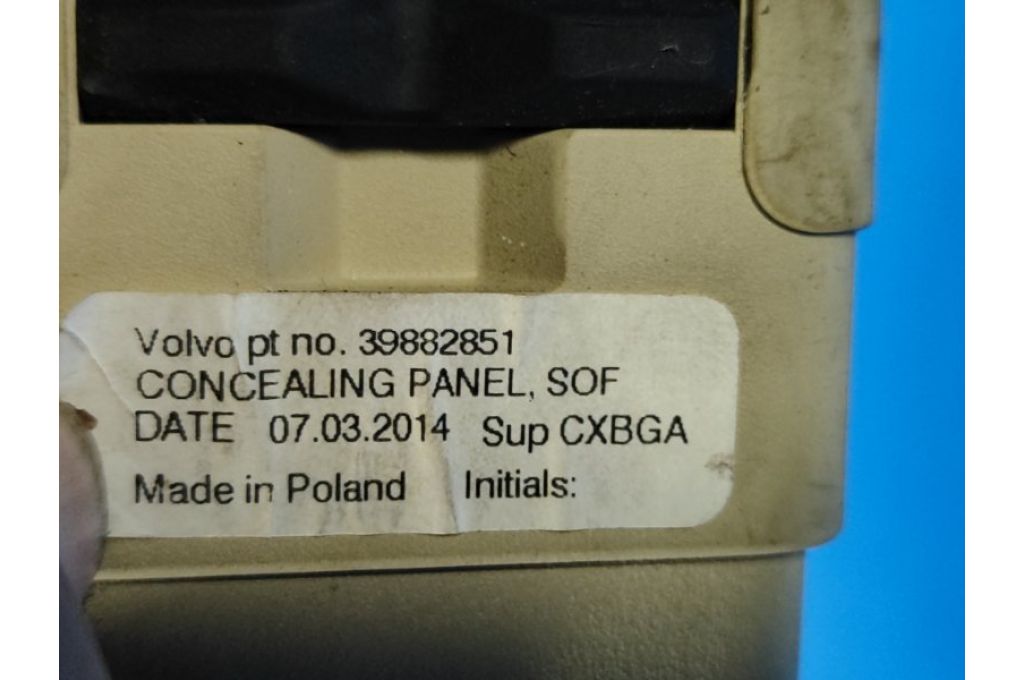 Volvo pt no. 39882851
CONCEALING PANEL, SOF
DATE 07.03.2014 Sup CXBGA
Made in Poland Initials: